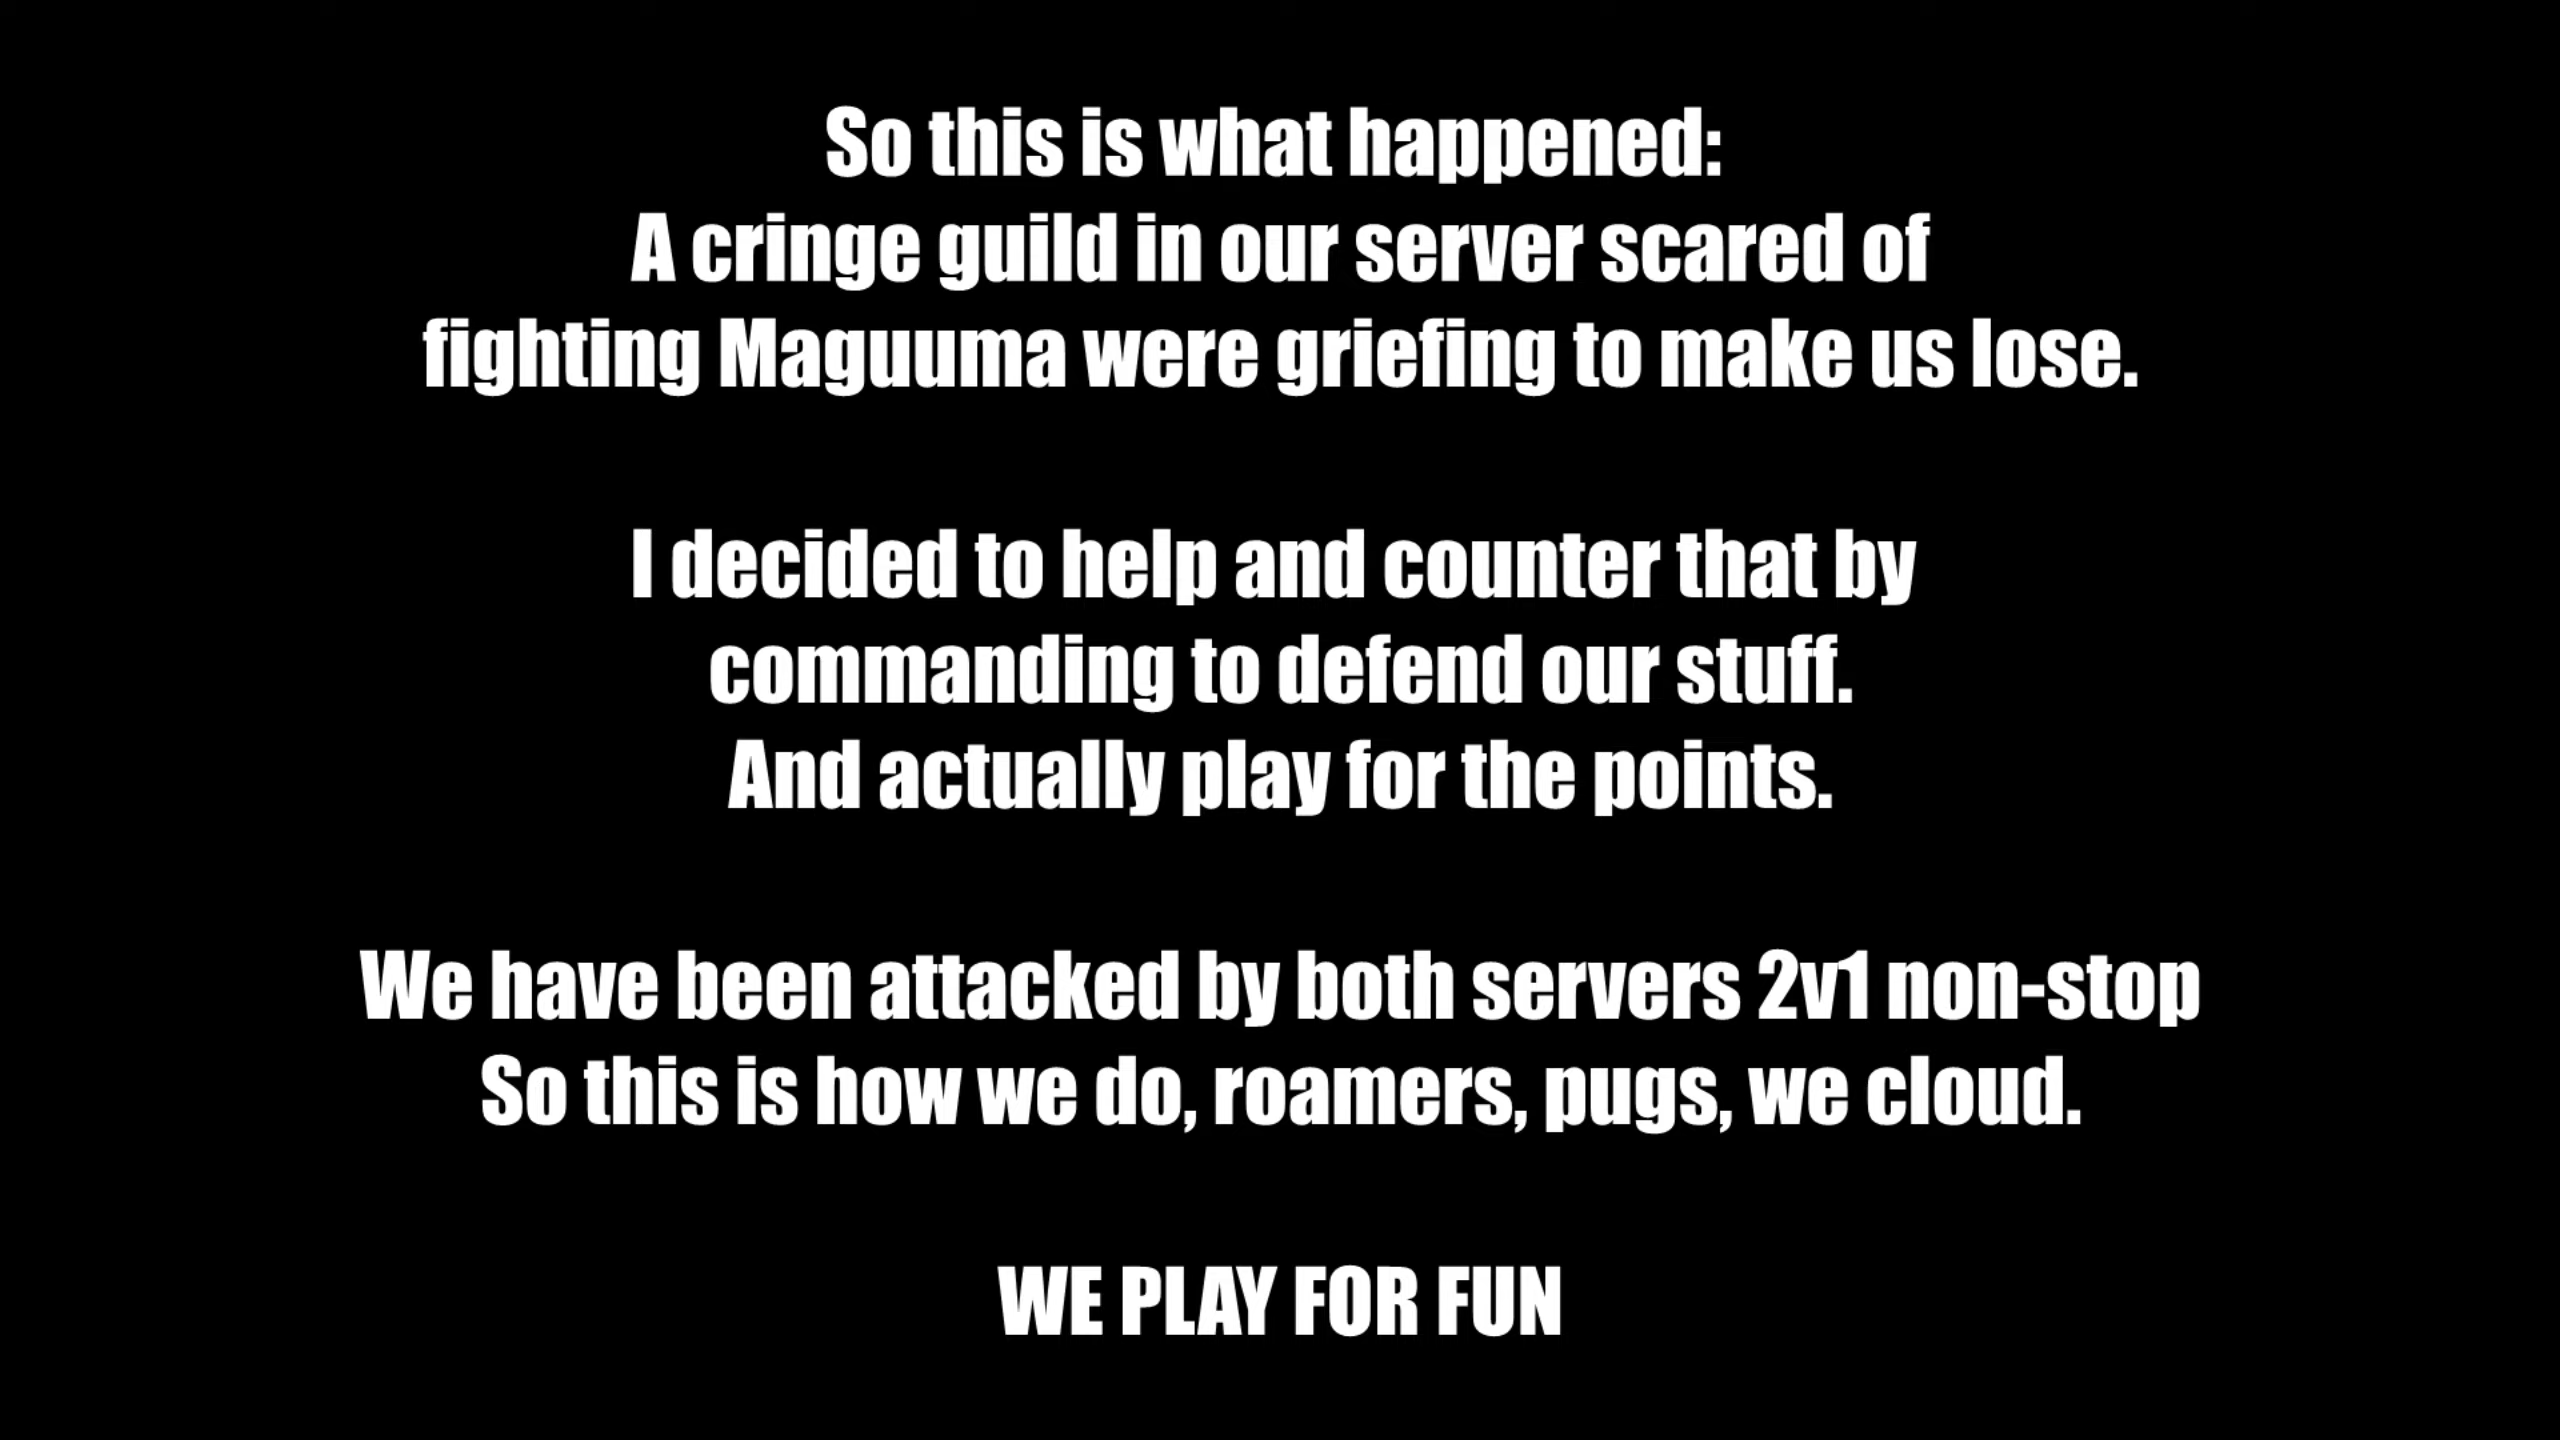 So this is what happened:
A cringe guild in our server scared of
fighting Maguuma were griefing to make us lose.
I decided to help and counter that by
commanding to defend our stuff.
And actually play for the points.
We have been attacked by both servers 2v1 non-stop
So this is how we do, roamers, pugs, we cloud.
WE PLAY FOR FUN